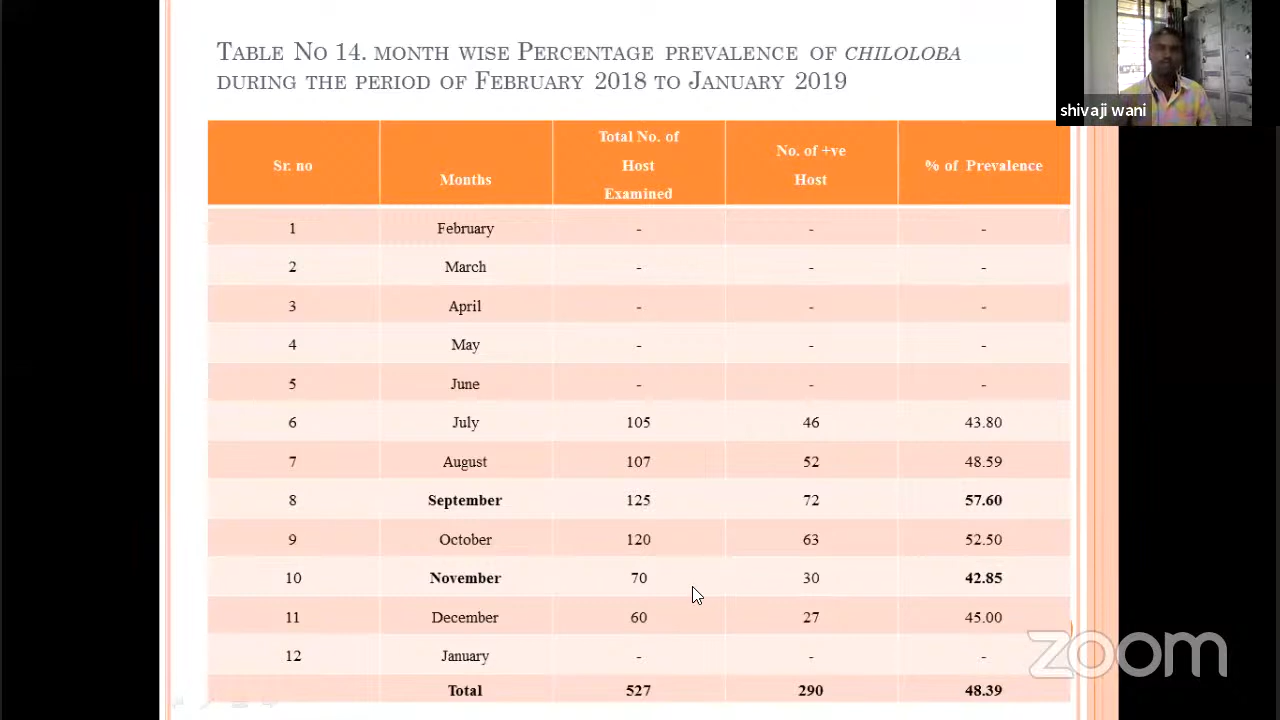 TABLE NO 14. MONTH WISE PERCENTAGE PREVALENCE OF CHILOLOBA
DURING THE PERIOD OF FEBRUARY 2018 TO JANUARY 2019
shivaji wani
Sr. no Months Total No. of Host Examined No. of +ve Host % of Prevalence
1 February - - -
2 March - - -
3 April - - -
4 May - - -
5 June - - -
6 July 105 46 43.80
7 August 107 52 48.59
8 September 125 72 57.60
9 October 120 63 52.50
10 November 70 30 42.85
11 December 60 27 45.00
12 January - - -
Total 527 290 48.39
zoom